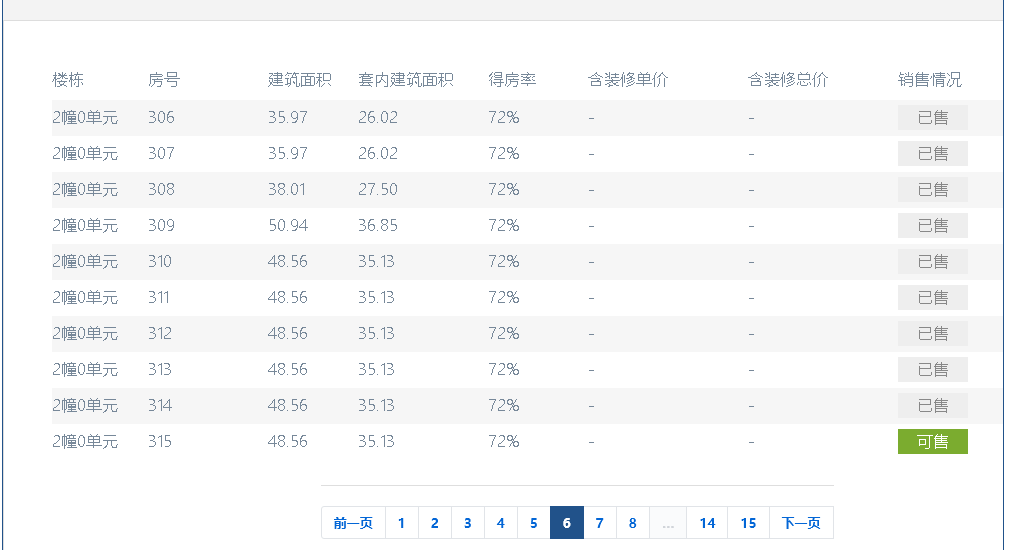 楼栋 房号 建筑面积 套内建筑面积 得房率 含装修单价 含装修总价 销售情况
2幢0单元 306 35.97 26.02 72% - - 已售
2幢0单元 307 35.97 26.02 72% - - 已售
2幢0单元 308 38.01 27.50 72% - - 已售
2幢0单元 309 50.94 36.85 72% - - 已售
2幢0单元 310 48.56 35.13 72% - - 已售
2幢0单元 311 48.56 35.13 72% - - 已售
2幢0单元 312 48.56 35.13 72% - - 已售
2幢0单元 313 48.56 35.13 72% - - 已售
2幢0单元 314 48.56 35.13 72% - - 已售
2幢0单元 315 48.56 35.13 72% - - 可售
前一页 1 2 3 4 5 6 7 8 ... 14 15 下一页